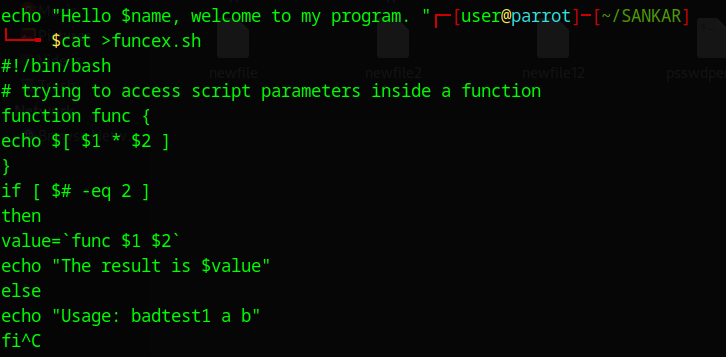 echo "Hello $name, welcome to my program. "┌─[user@parrot]─[~/SANKAR]
└──╼ $cat >funcex.sh
newfile newfile2 newfile12
#!/bin/bash
# trying to access script parameters inside a function
function func {
echo $[ $1 * $2 ]
}
if [ $# -eq 2 ]
then
value=`func $1 $2`
echo "The result is $value"
else
echo "Usage: badtest1 a b"
fi^C